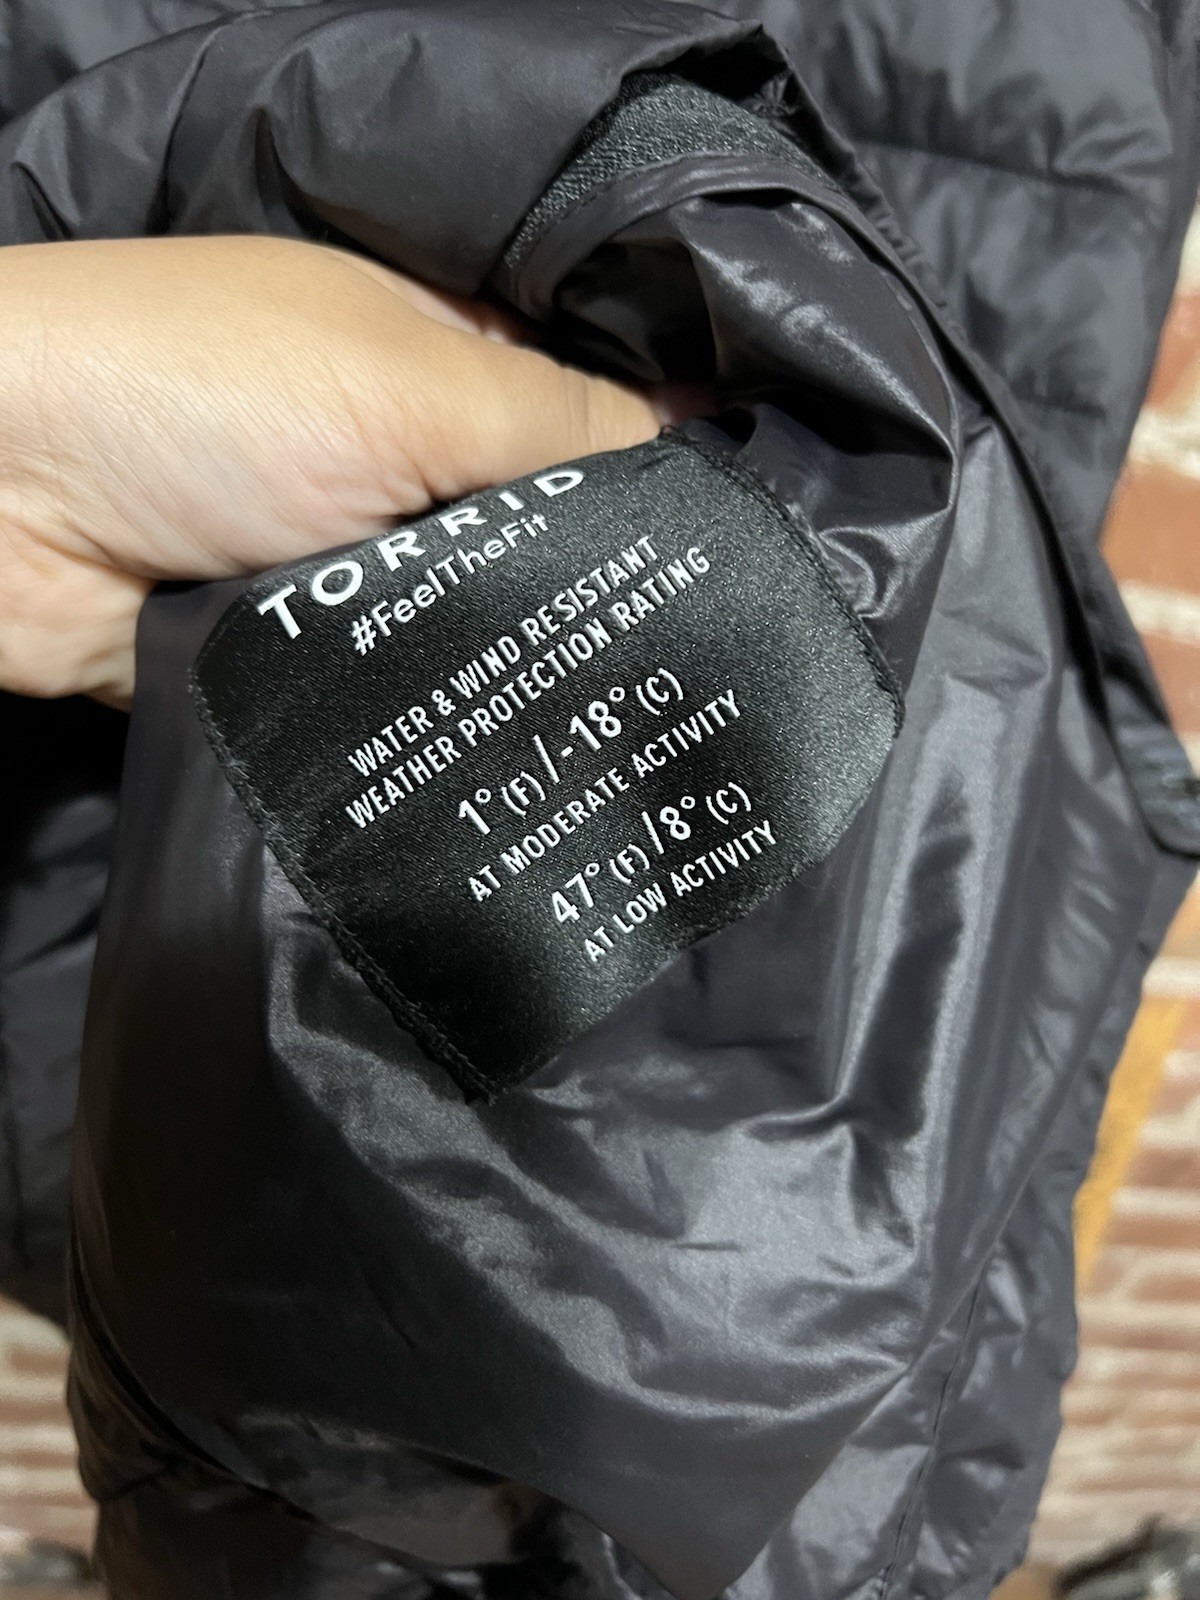 TORRID
#FeelTheFit
WATER & WIND RESISTANT
WEATHER PROTECTION RATING
1° (F) / -18° (C)
AT MODERATE ACTIVITY
47° (F) / 8° (C)
AT LOW ACTIVITY